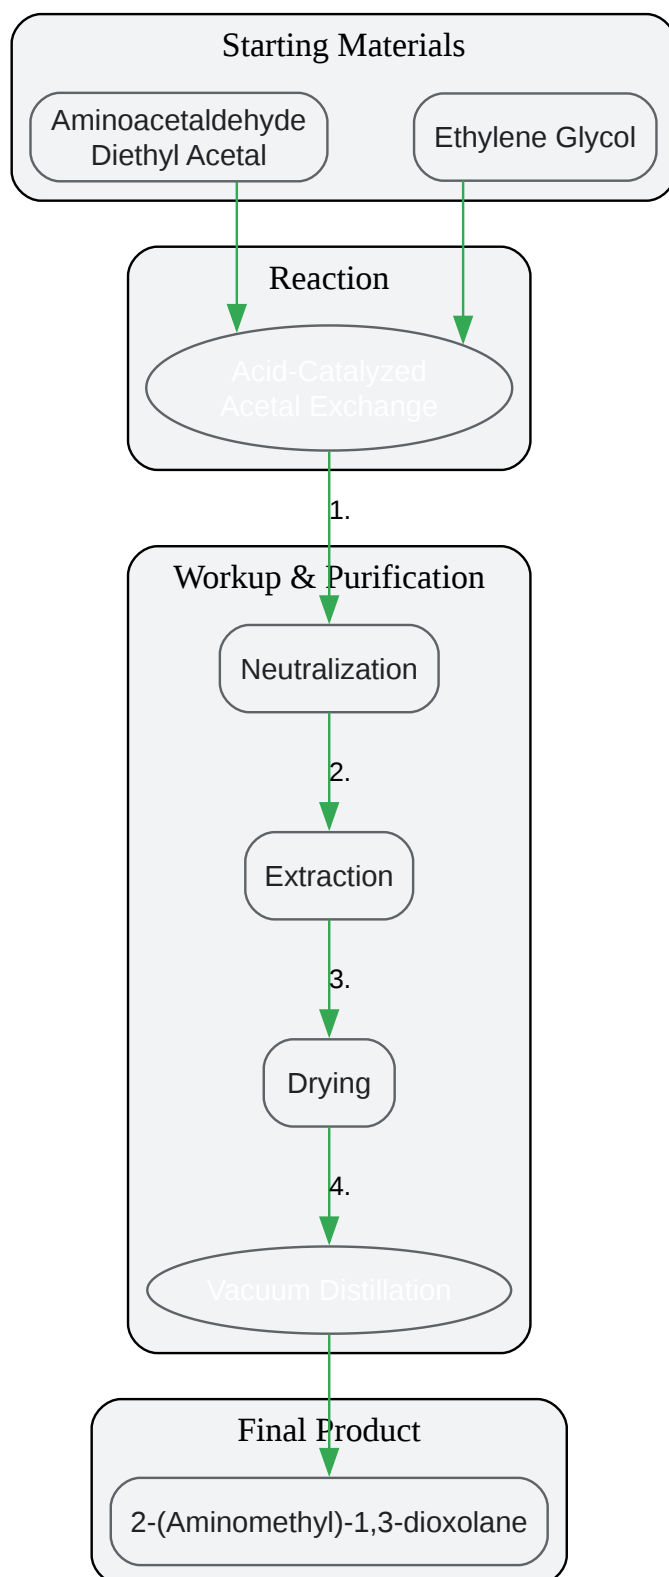 Starting Materials
Aminoacetaldehyde
Diethyl Acetal
Ethylene Glycol
Reaction
Acid-Catalyzed
Acetal Exchange
1.
Workup & Purification
Neutralization
2.
Extraction
3.
Drying
4.
Vacuum Distillation
Final Product
2-(Aminomethyl)-1,3-dioxolane